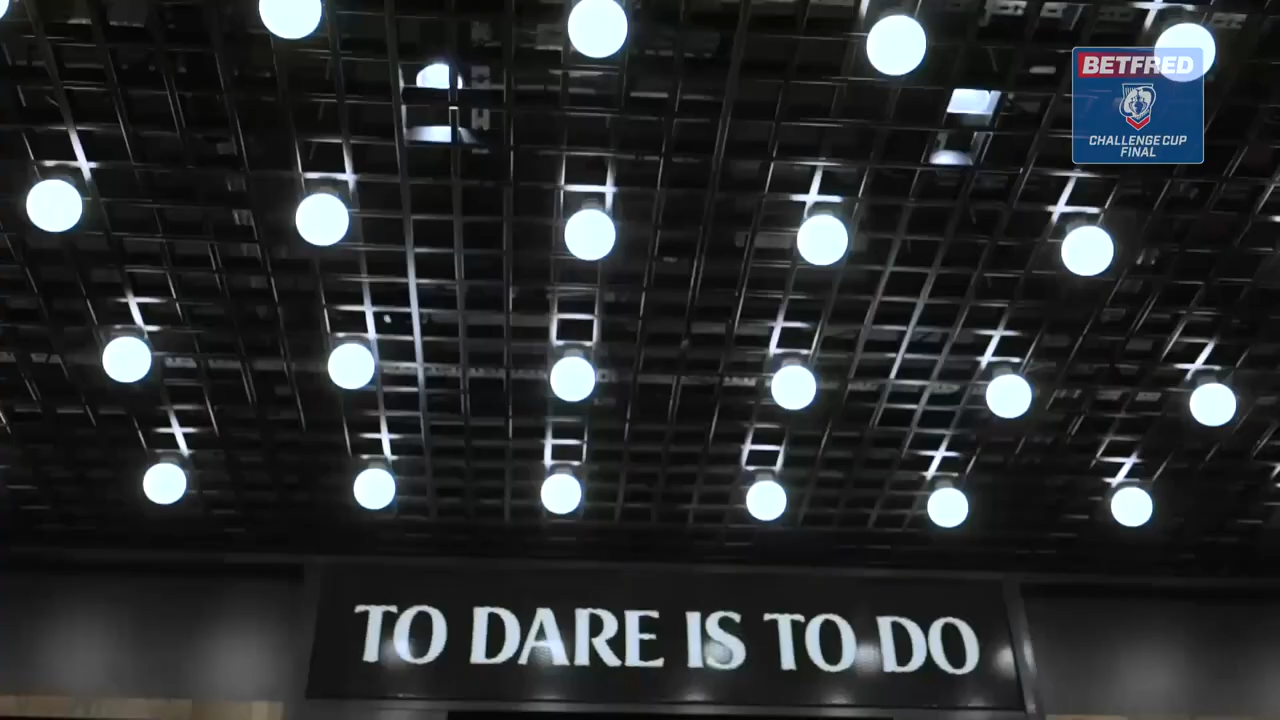 BETFRED
CHALLENGE CUP
FINAL
TO DARE IS TO DO